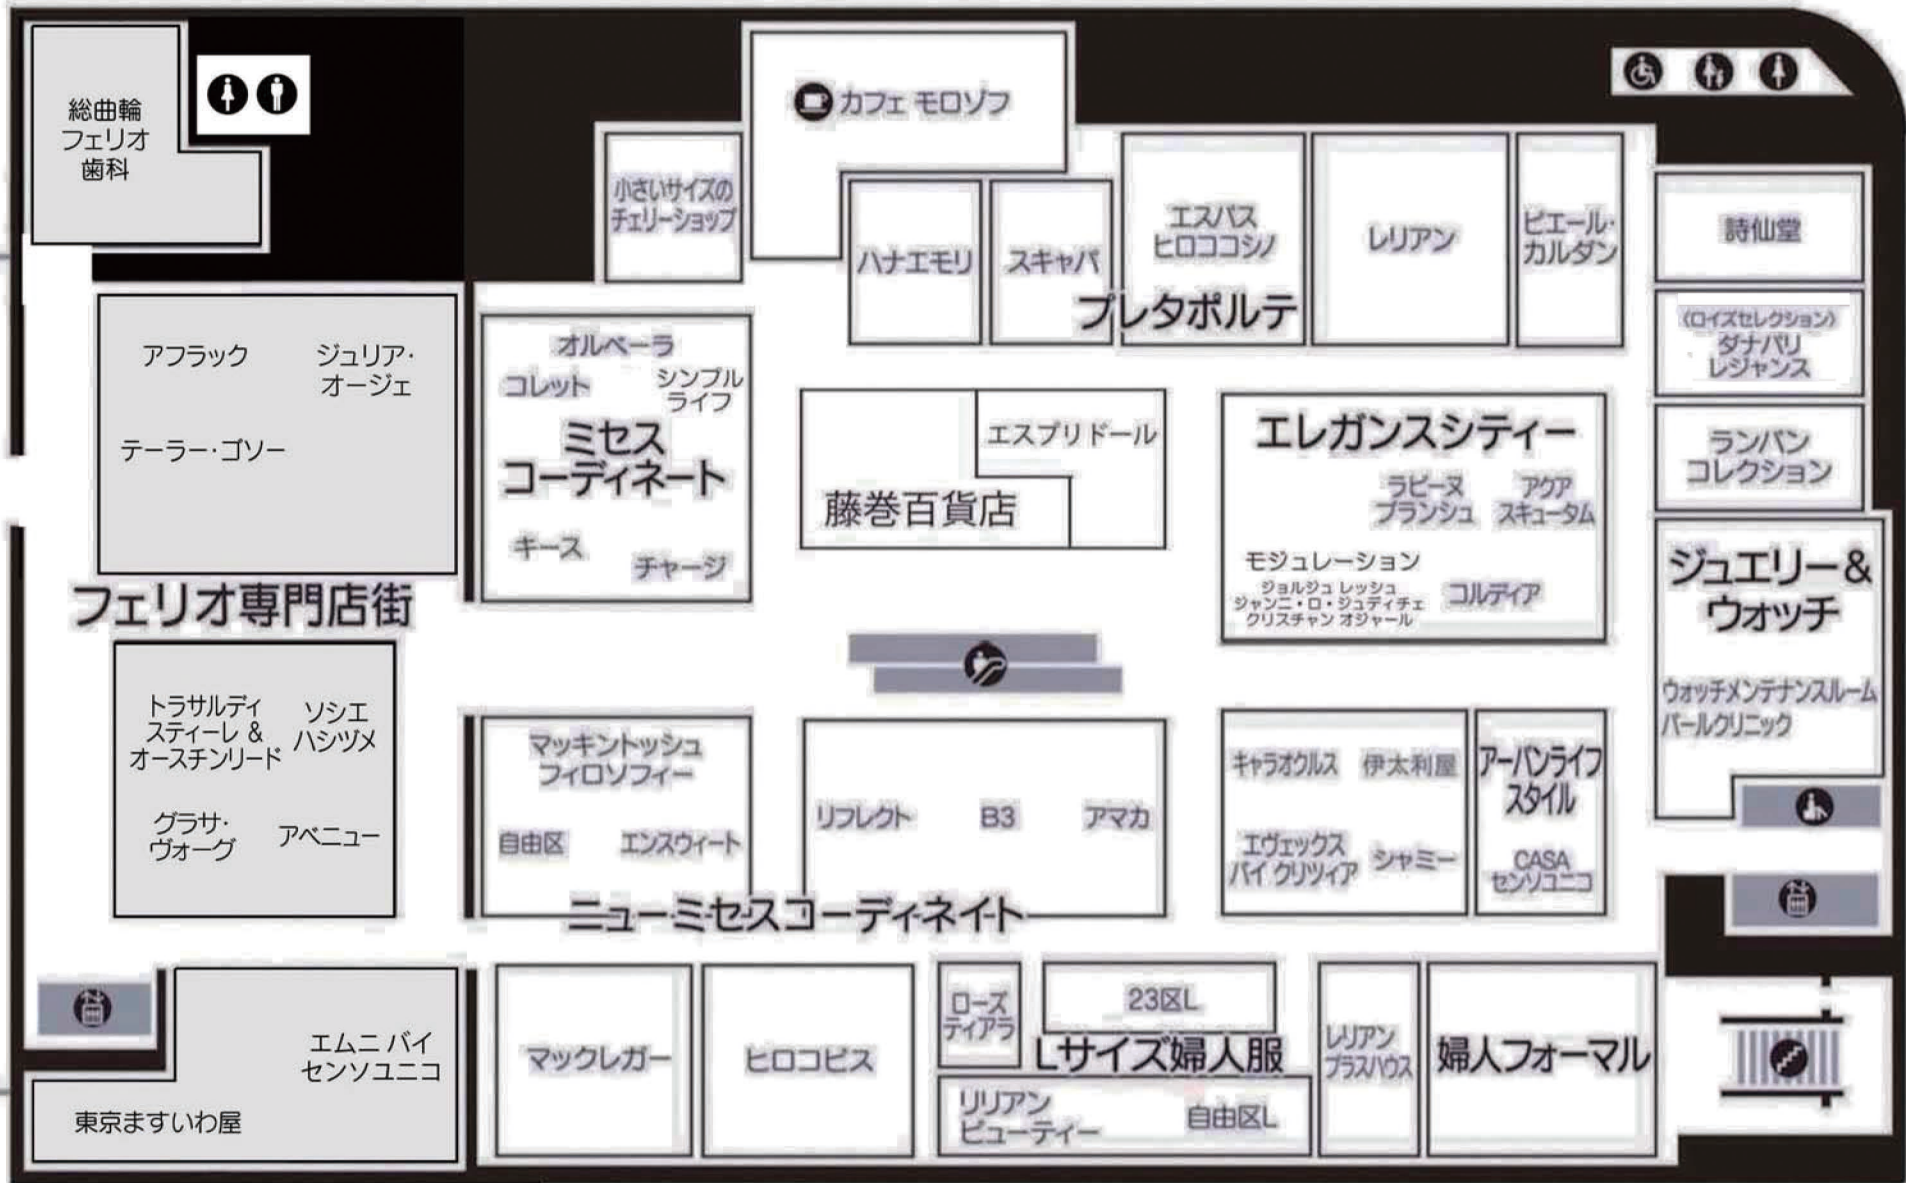 総曲輪
フェリオ
歯科
カフェ モロゾフ
小さいサイズの
チェリーショップ
ハナエモリ
スキャパ
エスパス
ヒロココシノ
レリアン
ピエール・
カルダン
プレタポルテ
詩仙堂
〈ロイズセレクション〉
ダナパリ
レジャンス
ランバン
コレクション
アフラック
ジュリア・
オージェ
テーラー・ゴソー
フェリオ専門店街
オルベーラ
コレット
シンプル
ライフ
ミセス
コーディネート
キース
チャージ
エスプリドール
藤巻百貨店
エレガンスシティー
ラピーヌ
ブランシュ
アクア
スキュータム
モジュレーション
ジョルジュ レッシュ
ジャンニ・ロ・ジュディチェ
クリスチャン オジャール
コルディア
ジュエリー&
ウォッチ
ウォッチメンテナンスルーム
パールクリニック
トラサルディ
スティーレ &
オースチンリード
ソシエ
ハシヅメ
グラサ・
ヴォーグ
アベニュー
マッキントッシュ
フィロソフィー
自由区
エンスウィート
リフレクト
B3
アマカ
ニューミセスコーディネイト
キャラオクルス
伊太利屋
エヴェックス
バイ クリツィア
シャミー
アーバンライフ
スタイル
CASA
センソユニコ
エムニ バイ
センソユニコ
東京ますいわ屋
マックレガー
ヒロコビス
ローズ
ティアラ
23区L
Lサイズ婦人服
リリアン
ビューティー
自由区L
レリアン
プラスハウス
婦人フォーマル